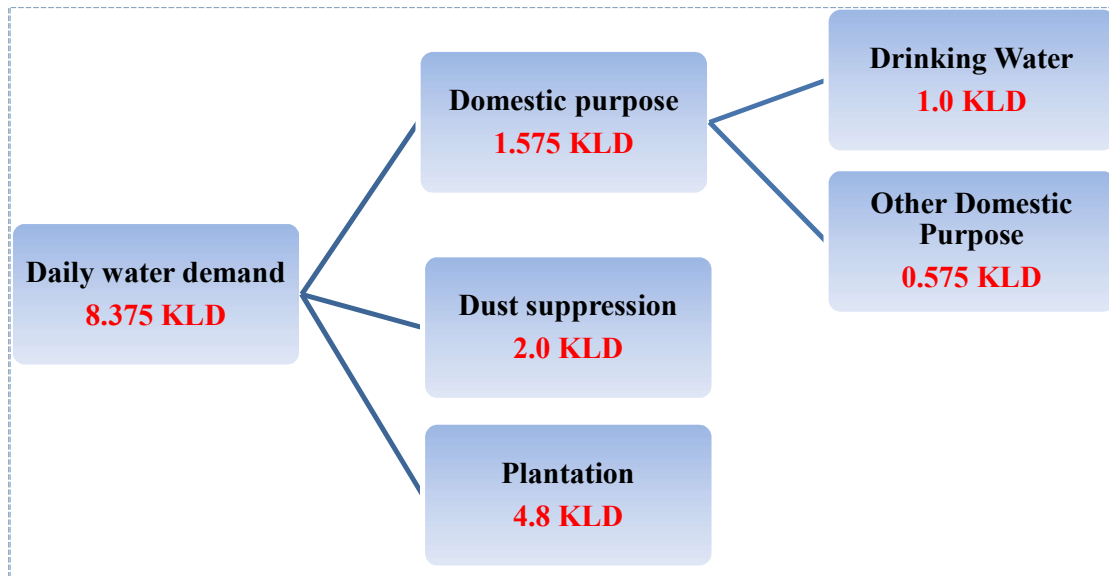 Daily water demand
8.375 KLD
Domestic purpose
1.575 KLD
Drinking Water
1.0 KLD
Other Domestic
Purpose
0.575 KLD
Dust suppression
2.0 KLD
Plantation
4.8 KLD